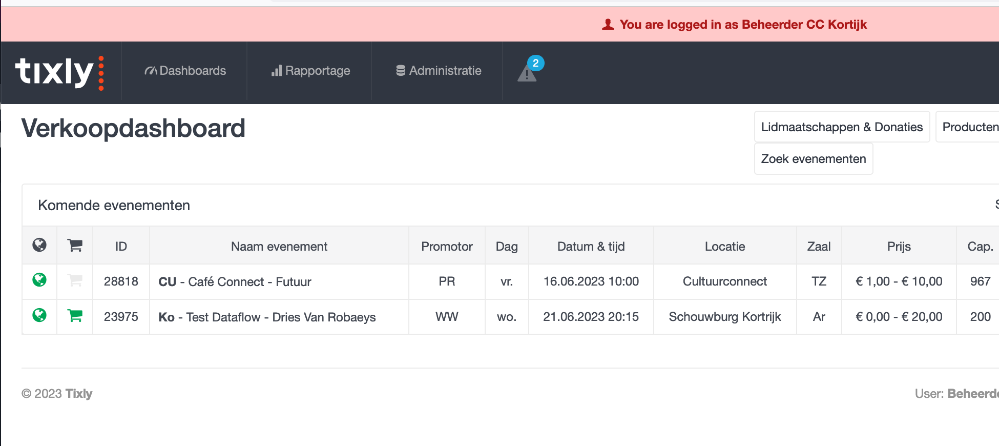 You are logged in as Beheerder CC Kortijk
tixly
Dashboards
Rapportage
Administratie
2
Verkoopdashboard
Lidmaatschappen & Donaties
Producten
Zoek evenementen
Komende evenementen
ID Naam evenement Promotor Dag Datum & tijd Locatie Zaal Prijs Cap.
28818 CU - Café Connect - Futuur PR vr. 16.06.2023 10:00 Cultuurconnect TZ € 1,00 - € 10,00 967
23975 Ko - Test Dataflow - Dries Van Robaeys WW wo. 21.06.2023 20:15 Schouwburg Kortrijk Ar € 0,00 - € 20,00 200
© 2023 Tixly
User: